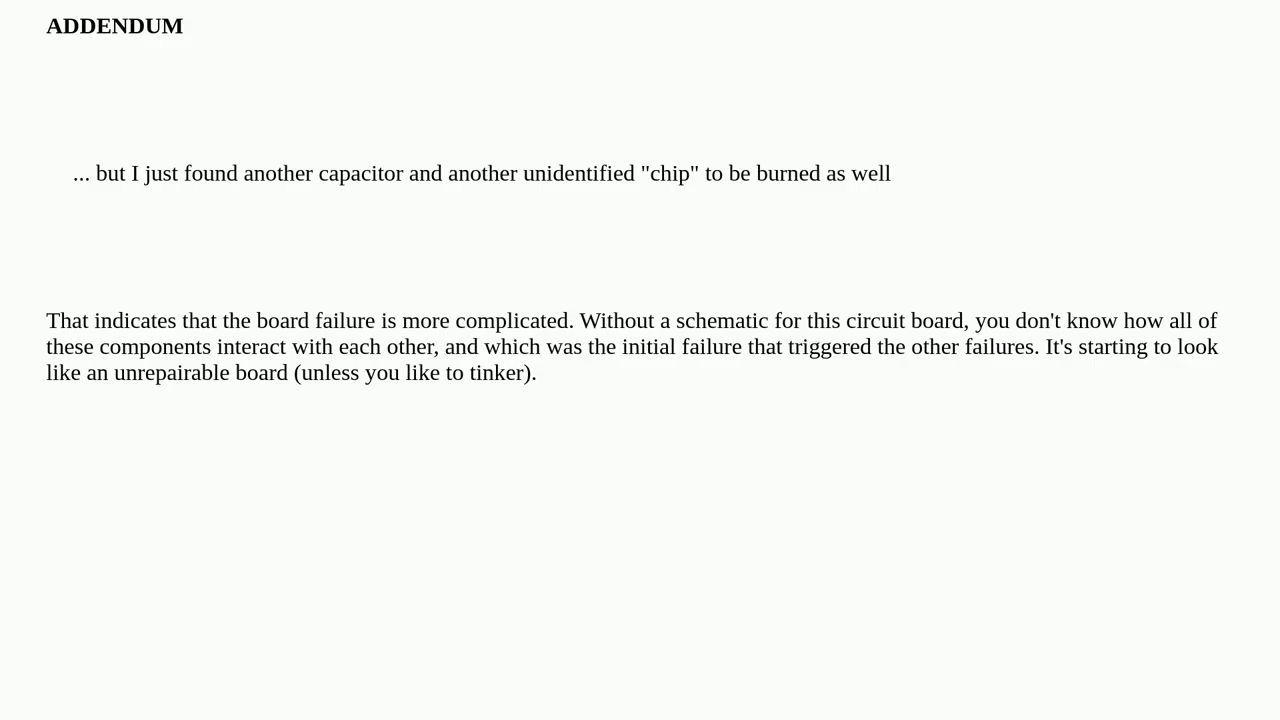 ADDENDUM
... but I just found another capacitor and another unidentified "chip" to be burned as well
That indicates that the board failure is more complicated. Without a schematic for this circuit board, you don't know how all of
these components interact with each other, and which was the initial failure that triggered the other failures. It's starting to look
like an unrepairable board (unless you like to tinker).